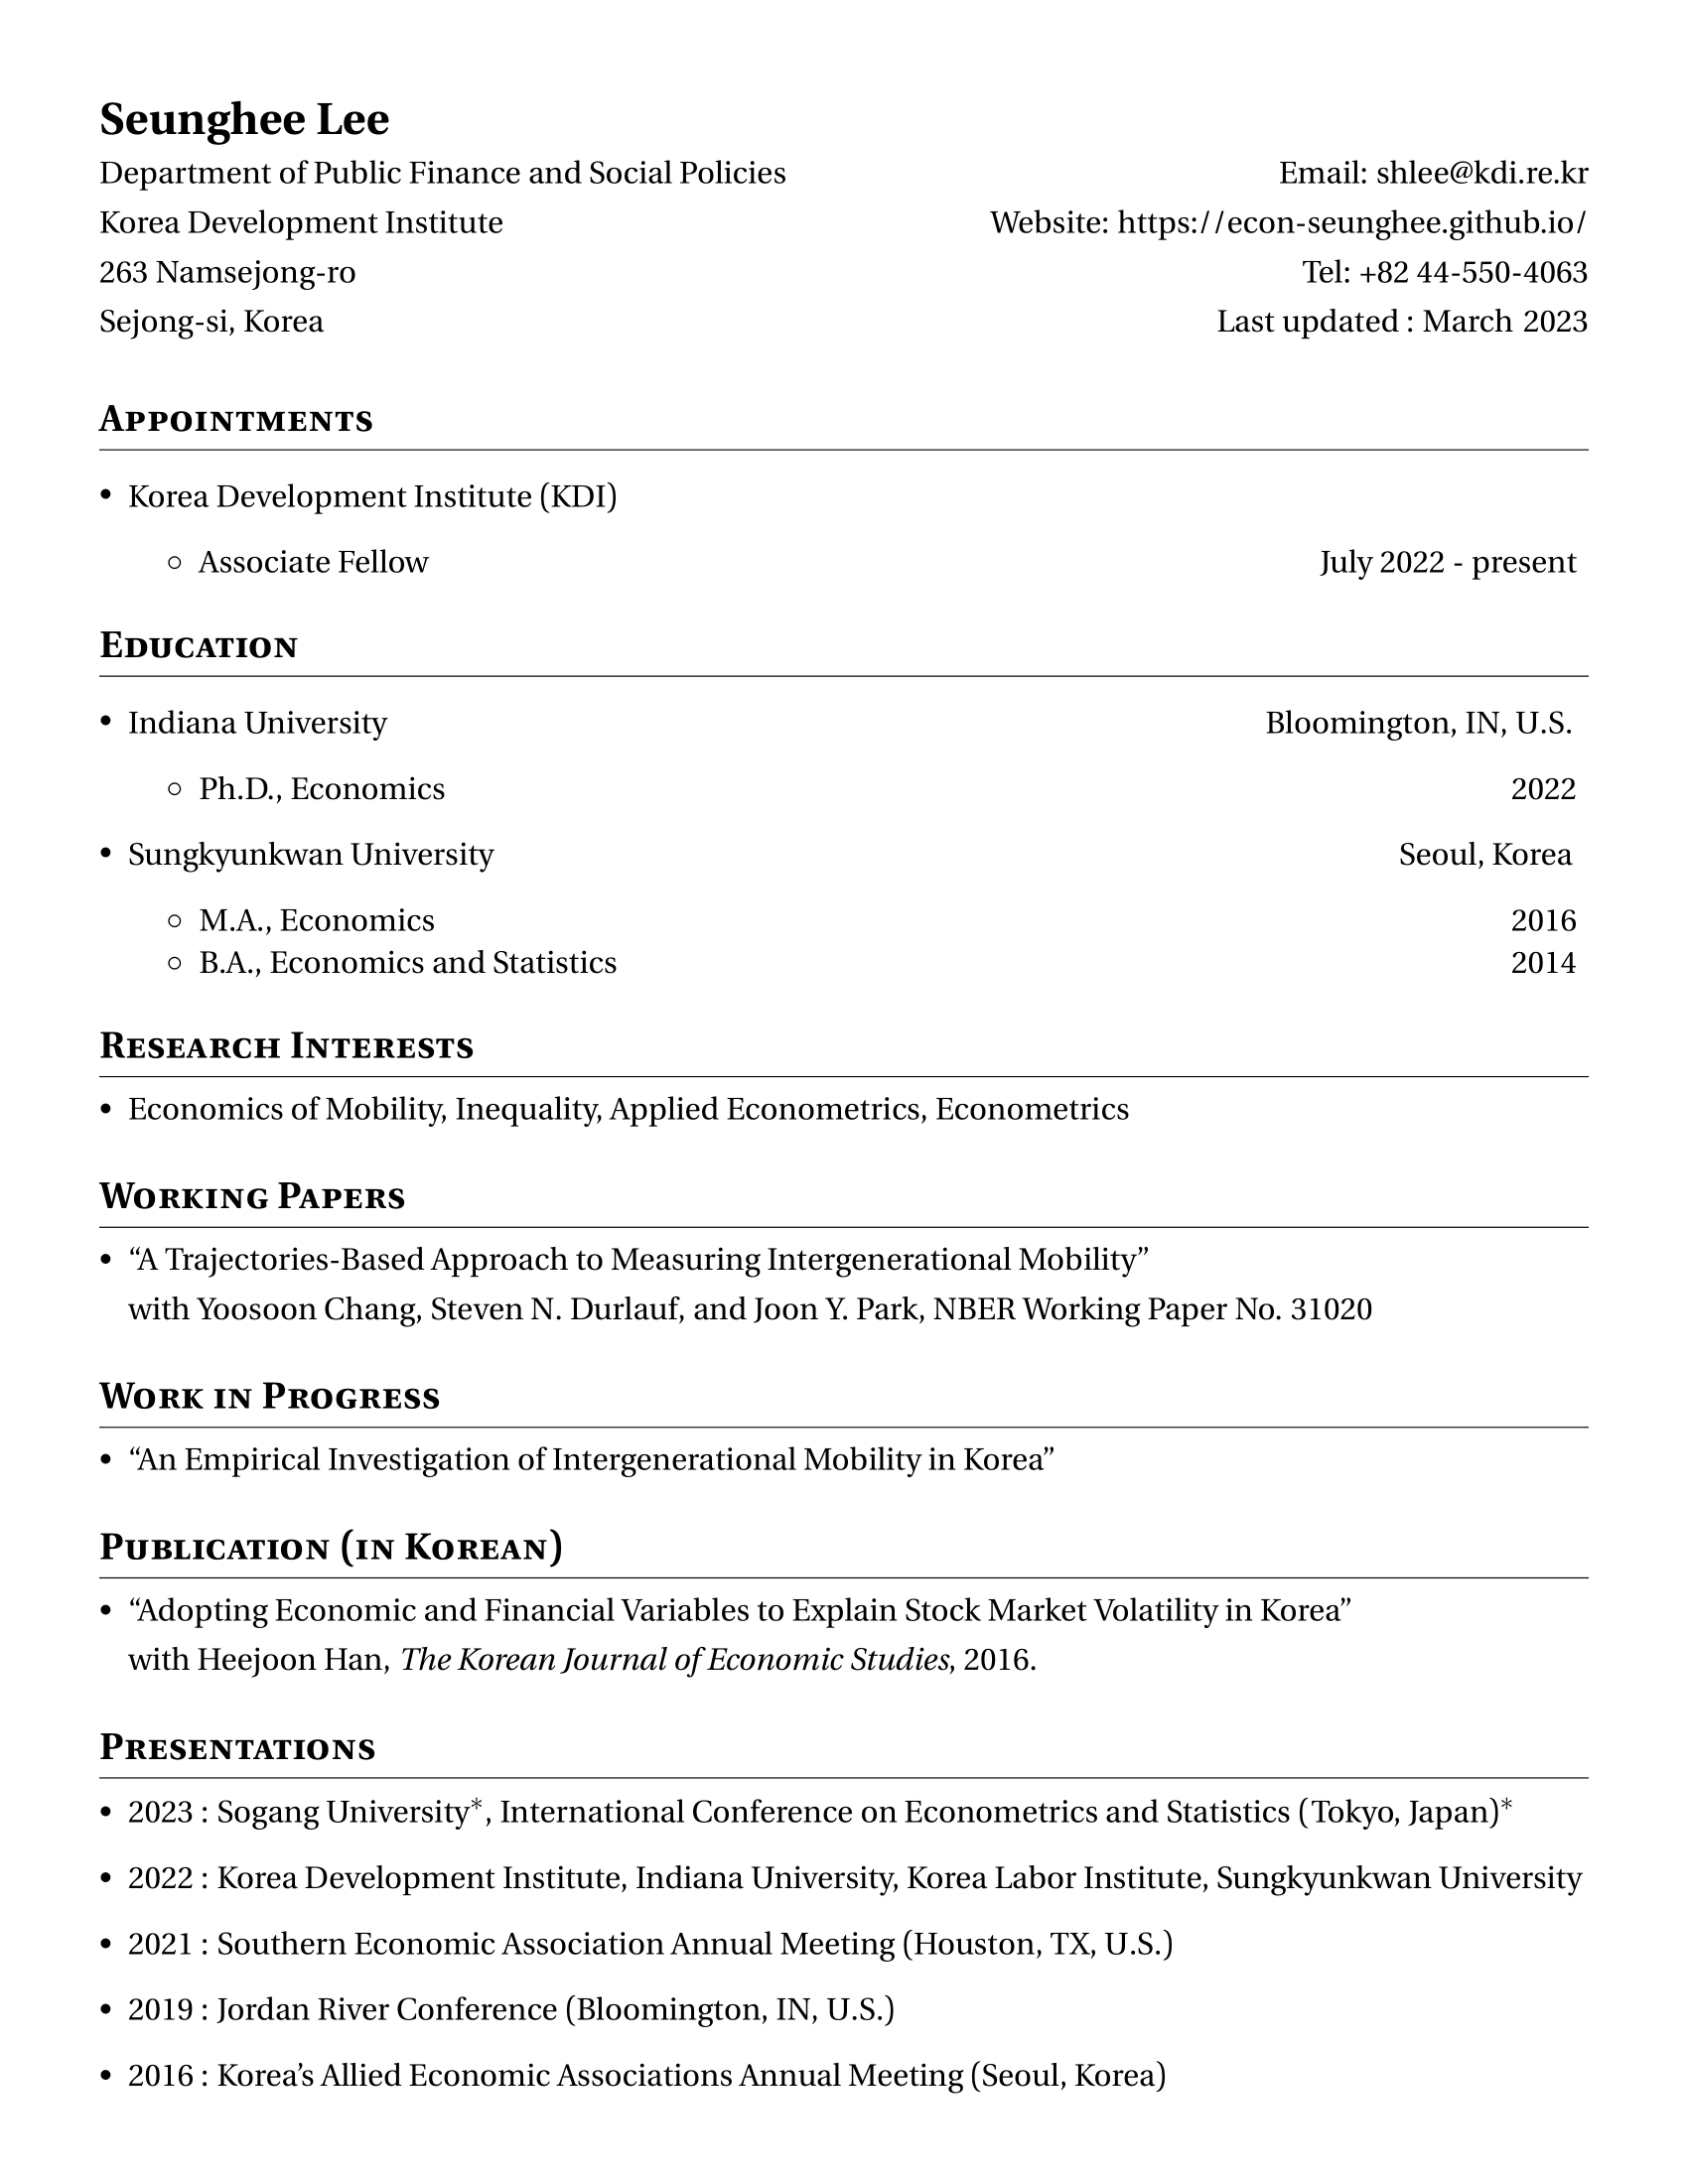 Seunghee Lee
Department of Public Finance and Social Policies Email: shlee@kdi.re.kr
Korea Development Institute Website: https://econ-seunghee.github.io/
263 Namsejong-ro Tel: +82 44-550-4063
Sejong-si, Korea Last updated : March 2023
Appointments
• Korea Development Institute (KDI)
○ Associate Fellow July 2022 - present
Education
• Indiana University Bloomington, IN, U.S.
○ Ph.D., Economics 2022
• Sungkyunkwan University Seoul, Korea
○ M.A., Economics 2016
○ B.A., Economics and Statistics 2014
Research Interests
• Economics of Mobility, Inequality, Applied Econometrics, Econometrics
Working Papers
• “A Trajectories-Based Approach to Measuring Intergenerational Mobility”
with Yoosoon Chang, Steven N. Durlauf, and Joon Y. Park, NBER Working Paper No. 31020
Work in Progress
• “An Empirical Investigation of Intergenerational Mobility in Korea”
Publication (in Korean)
• “Adopting Economic and Financial Variables to Explain Stock Market Volatility in Korea”
with Heejoon Han, The Korean Journal of Economic Studies, 2016.
Presentations
• 2023 : Sogang University*, International Conference on Econometrics and Statistics (Tokyo, Japan)*
• 2022 : Korea Development Institute, Indiana University, Korea Labor Institute, Sungkyunkwan University
• 2021 : Southern Economic Association Annual Meeting (Houston, TX, U.S.)
• 2019 : Jordan River Conference (Bloomington, IN, U.S.)
• 2016 : Korea’s Allied Economic Associations Annual Meeting (Seoul, Korea)